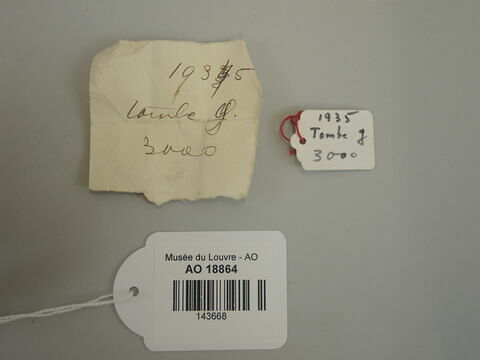 1935
tombe g.
3000
1935
Tombe g
3000
Musée du Louvre - AO
AO 18864
143668